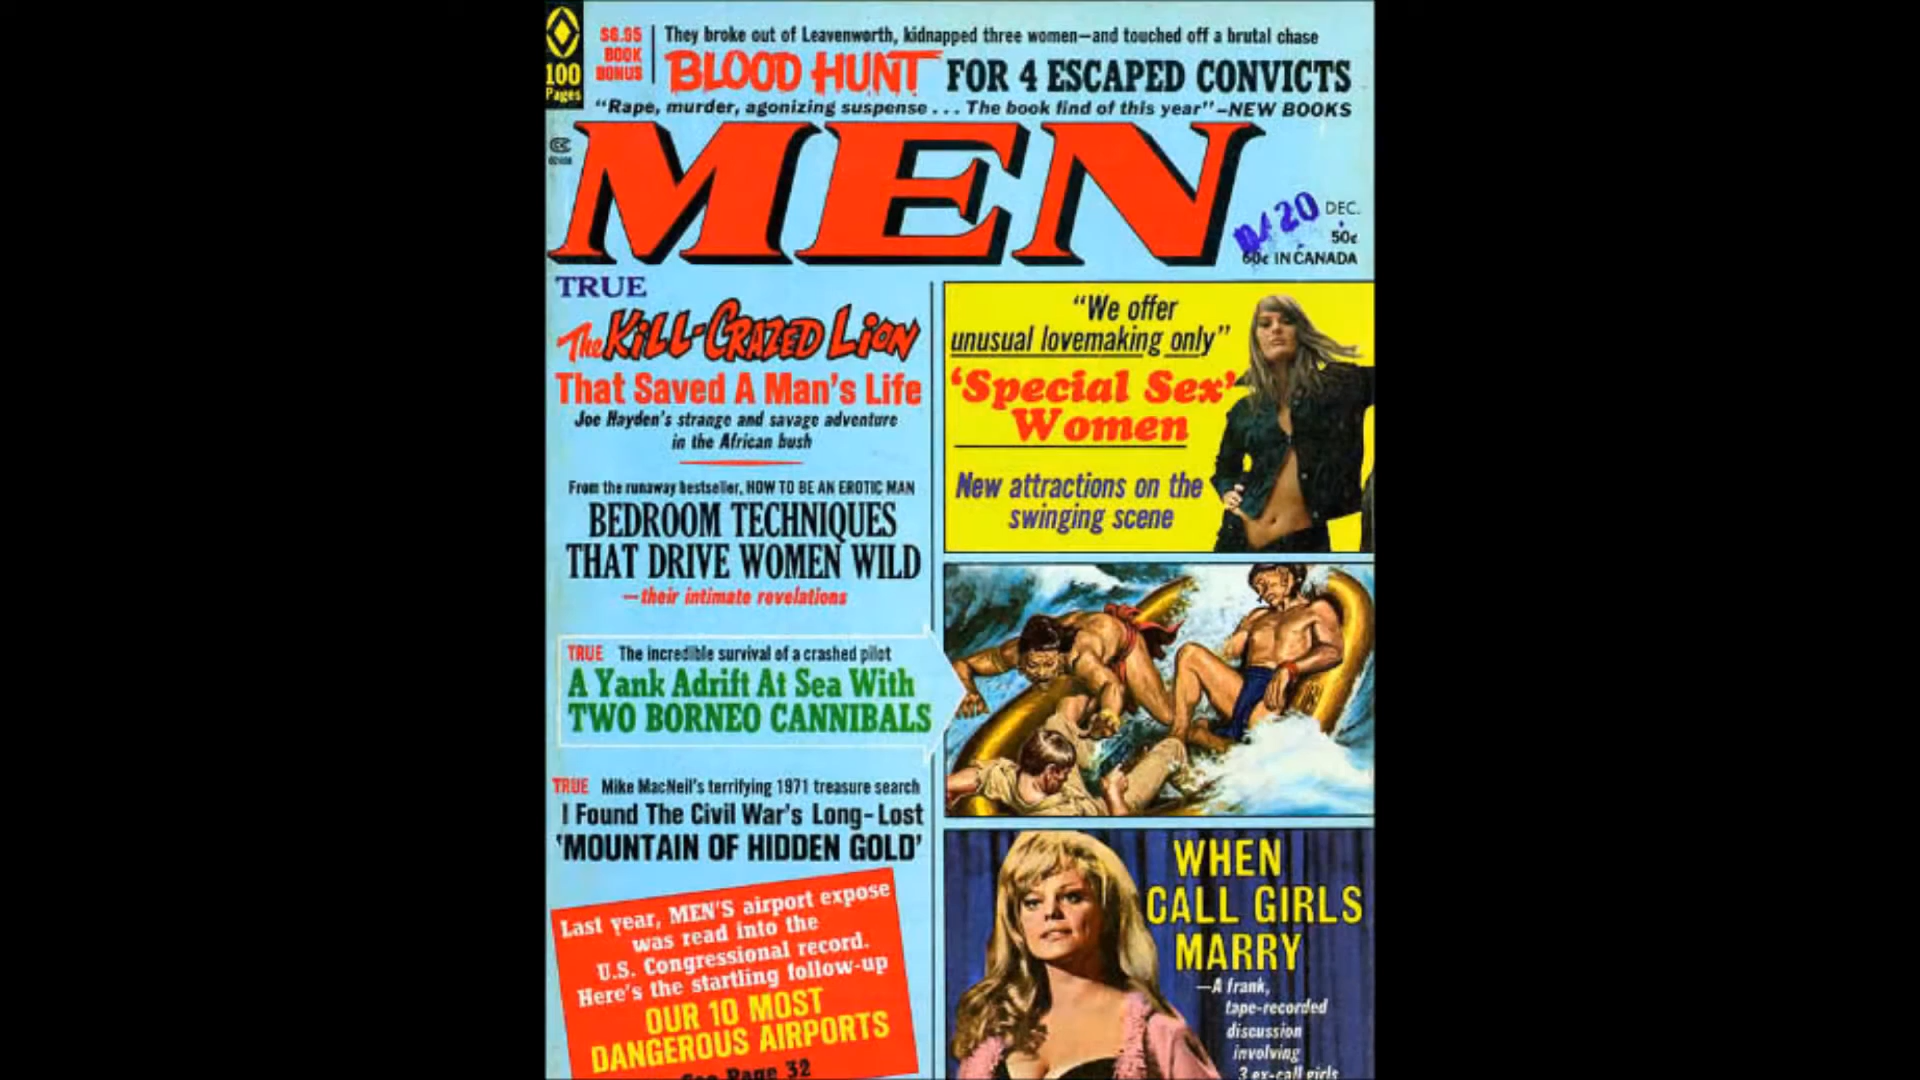 100
Pages
$6.95
BOOK
BONUS
They broke out of Leavenworth, kidnapped three women—and touched off a brutal chase
BLOOD HUNT FOR 4 ESCAPED CONVICTS
"Rape, murder, agonizing suspense . . . The book find of this year"—NEW BOOKS
MEN
20
DEC.
50¢
60¢ IN CANADA
TRUE
The KILL-CRAZED LION
That Saved A Man's Life
Joe Hayden's strange and savage adventure
in the African bush
From the runaway bestseller, HOW TO BE AN EROTIC MAN
BEDROOM TECHNIQUES
THAT DRIVE WOMEN WILD
—their intimate revelations
TRUE The incredible survival of a crashed pilot
A Yank Adrift At Sea With
TWO BORNEO CANNIBALS
TRUE Mike MacNeil's terrifying 1971 treasure search
I Found The Civil War's Long-Lost
'MOUNTAIN OF HIDDEN GOLD'
Last year, MEN'S airport expose
was read into the
U.S. Congressional record.
Here's the startling follow-up
OUR 10 MOST
DANGEROUS AIRPORTS
See Page 32
"We offer
unusual lovemaking only"
'Special Sex'
Women
New attractions on the
swinging scene
WHEN
CALL GIRLS
MARRY
—A frank,
tape-recorded
discussion
involving
3 ex-call girls